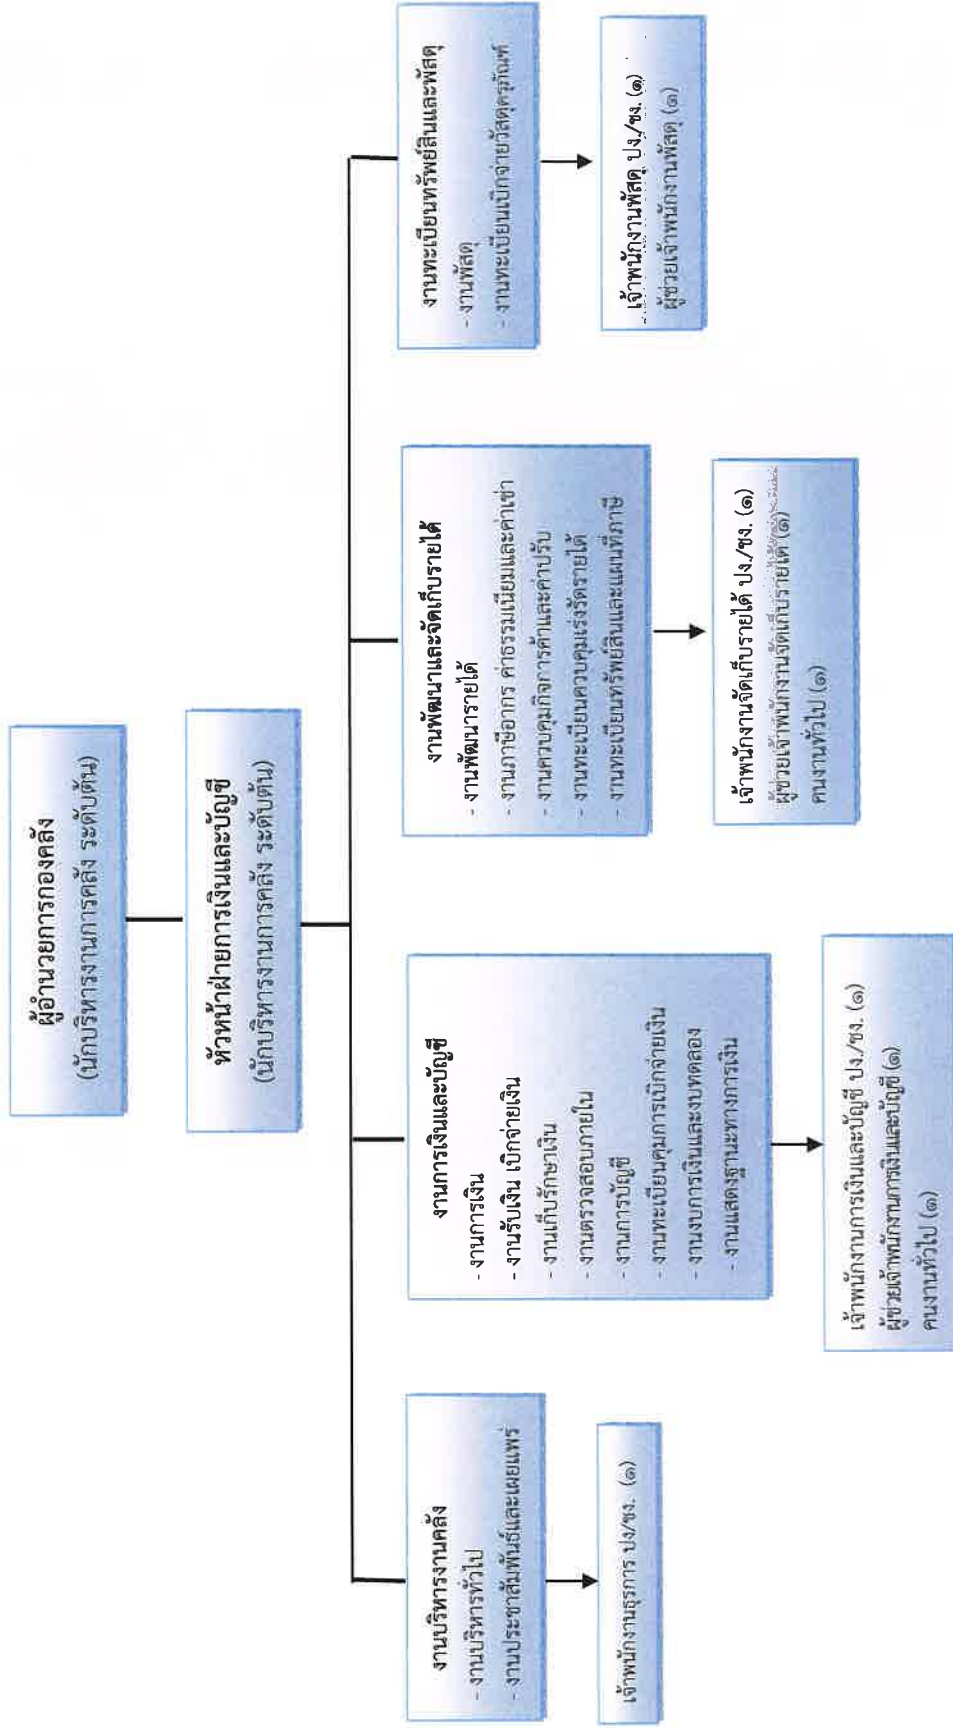 ผู้อำนวยการกองคลัง
(นักบริหารงานการคลัง ระดับต้น)
หัวหน้าฝ่ายการเงินและบัญชี
(นักบริหารงานการคลัง ระดับต้น)
งานบริหารงานคลัง
- งานบริหารทั่วไป
- งานประชาสัมพันธ์และเผยแพร่
เจ้าพนักงานธุรการ ปง/ชง. (๑)
งานการเงินและบัญชี
- งานการเงิน
- งานรับเงิน เบิกจ่ายเงิน
- งานเก็บรักษาเงิน
- งานตรวจสอบภายใน
- งานการบัญชี
- งานทะเบียนคุมการเบิกจ่ายเงิน
- งานงบการเงินและงบทดลอง
- งานแสดงฐานะทางการเงิน
เจ้าพนักงานการเงินและบัญชี ปง./ชง. (๑)
ผู้ช่วยเจ้าพนักงานการเงินและบัญชี (๑)
คนงานทั่วไป (๑)
งานพัฒนาและจัดเก็บรายได้
- งานพัฒนารายได้
- งานภาษีอากร ค่าธรรมเนียมและค่าเช่า
- งานควบคุมกิจการค้าและค่าปรับ
- งานทะเบียนควบคุมเร่งรัดรายได้
- งานทะเบียนทรัพย์สินและแผนที่ภาษี
เจ้าพนักงานจัดเก็บรายได้ ปง./ชง. (๑)
ผู้ช่วยเจ้าพนักงานจัดเก็บรายได้ (๑)
คนงานทั่วไป (๑)
งานทะเบียนทรัพย์สินและพัสดุ
- งานพัสดุ
- งานทะเบียนเบิกจ่ายวัสดุครุภัณฑ์
เจ้าพนักงานพัสดุ ปง./ชง. (๑)
ผู้ช่วยเจ้าพนักงานพัสดุ (๑)